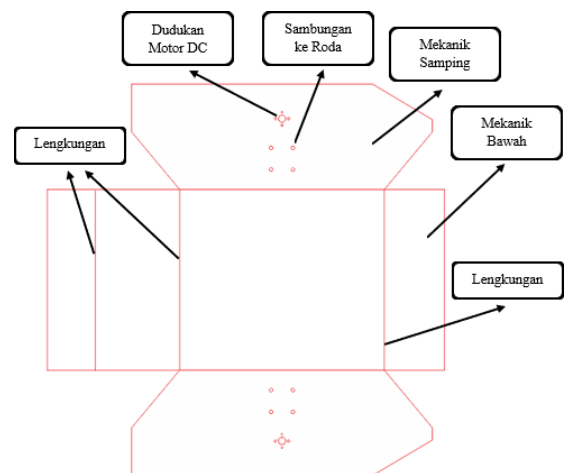 Dudukan
Motor DC
Sambungan
ke Roda
Mekanik
Samping
Lengkungan
Mekanik
Bawah
Lengkungan